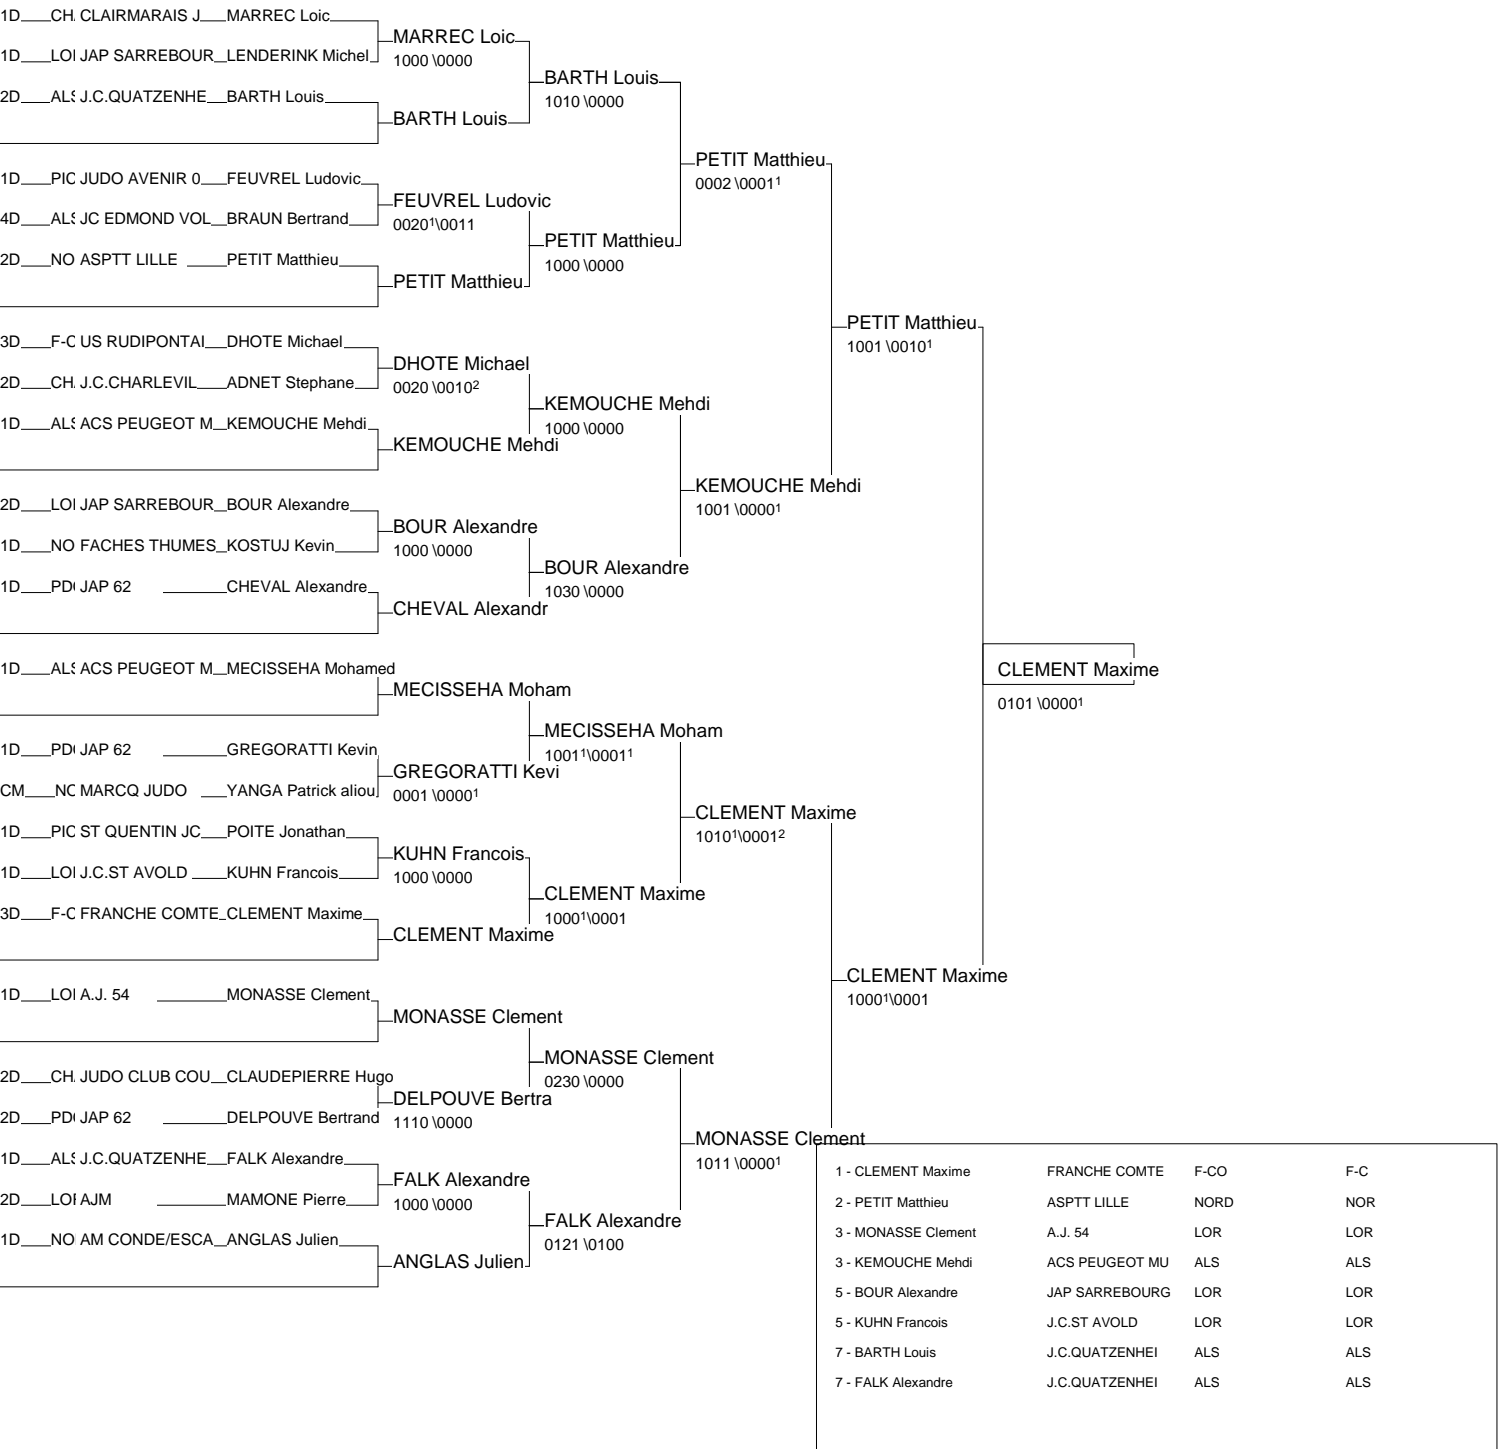 1D CH CLAIRMARAIS J MARREC Loic
MARREC Loic
1D LOI JAP SARREBOUR LENDERINK Michel
1000 \0000
BARTH Louis
2D ALS J.C.QUATZENHE BARTH Louis
1010 \0000
BARTH Louis
PETIT Matthieu
1D PIC JUDO AVENIR 0 FEUVREL Ludovic
0002 \0001¹
FEUVREL Ludovic
4D ALS JC EDMOND VOL BRAUN Bertrand
0020¹\0011
PETIT Matthieu
2D NO ASPTT LILLE PETIT Matthieu
1000 \0000
PETIT Matthieu
PETIT Matthieu
3D F-C US RUDIPONTAI DHOTE Michael
1001 \0010¹
DHOTE Michael
2D CH. J.C.CHARLEVIL ADNET Stephane
0020 \0010²
KEMOUCHE Mehdi
1D ALS ACS PEUGEOT M KEMOUCHE Mehdi
1000 \0000
KEMOUCHE Mehdi
KEMOUCHE Mehdi
2D LOI JAP SARREBOUR BOUR Alexandre
1001 \0000¹
BOUR Alexandre
1D NO FACHES THUMES KOSTUJ Kevin
1000 \0000
BOUR Alexandre
1D PD JAP 62 CHEVAL Alexandre
1030 \0000
CHEVAL Alexandr
1D ALS ACS PEUGEOT M MECISSEHA Mohamed
CLEMENT Maxime
MECISSEHA Moham
0101 \0000¹
MECISSEHA Moham
1D PD JAP 62 GREGORATTI Kevin
1001¹\0001¹
GREGORATTI Kevi
CM NC MARCQ JUDO YANGA Patrick aliou
0001 \0000¹
CLEMENT Maxime
1D PIC ST QUENTIN JC POITE Jonathan
1010¹\0001²
KUHN Francois
1D LOI J.C.ST AVOLD KUHN Francois
1000 \0000
CLEMENT Maxime
3D F-C FRANCHE COMTE CLEMENT Maxime
1000¹\0001
CLEMENT Maxime
CLEMENT Maxime
1D LOI A.J. 54 MONASSE Clement
1000¹\0001
MONASSE Clement
MONASSE Clement
2D CH. JUDO CLUB COU CLAUDEPIERRE Hugo
0230 \0000
DELPOUVE Bertra
2D PD JAP 62 DELPOUVE Bertrand
1110 \0000
MONASSE Clement
1D ALS J.C.QUATZENHE FALK Alexandre
1011 \0000¹
FALK Alexandre
2D LOI AJM MAMONE Pierre
1000 \0000
FALK Alexandre
1D NO AM CONDE/ESCA ANGLAS Julien
0121 \0100
ANGLAS Julien
1 - CLEMENT Maxime FRANCHE COMTE F-CO F-C
2 - PETIT Matthieu ASPTT LILLE NORD NOR
3 - MONASSE Clement A.J. 54 LOR LOR
3 - KEMOUCHE Mehdi ACS PEUGEOT MU ALS ALS
5 - BOUR Alexandre JAP SARREBOURG LOR LOR
5 - KUHN Francois J.C.ST AVOLD LOR LOR
7 - BARTH Louis J.C.QUATZENHEI ALS ALS
7 - FALK Alexandre J.C.QUATZENHEI ALS ALS